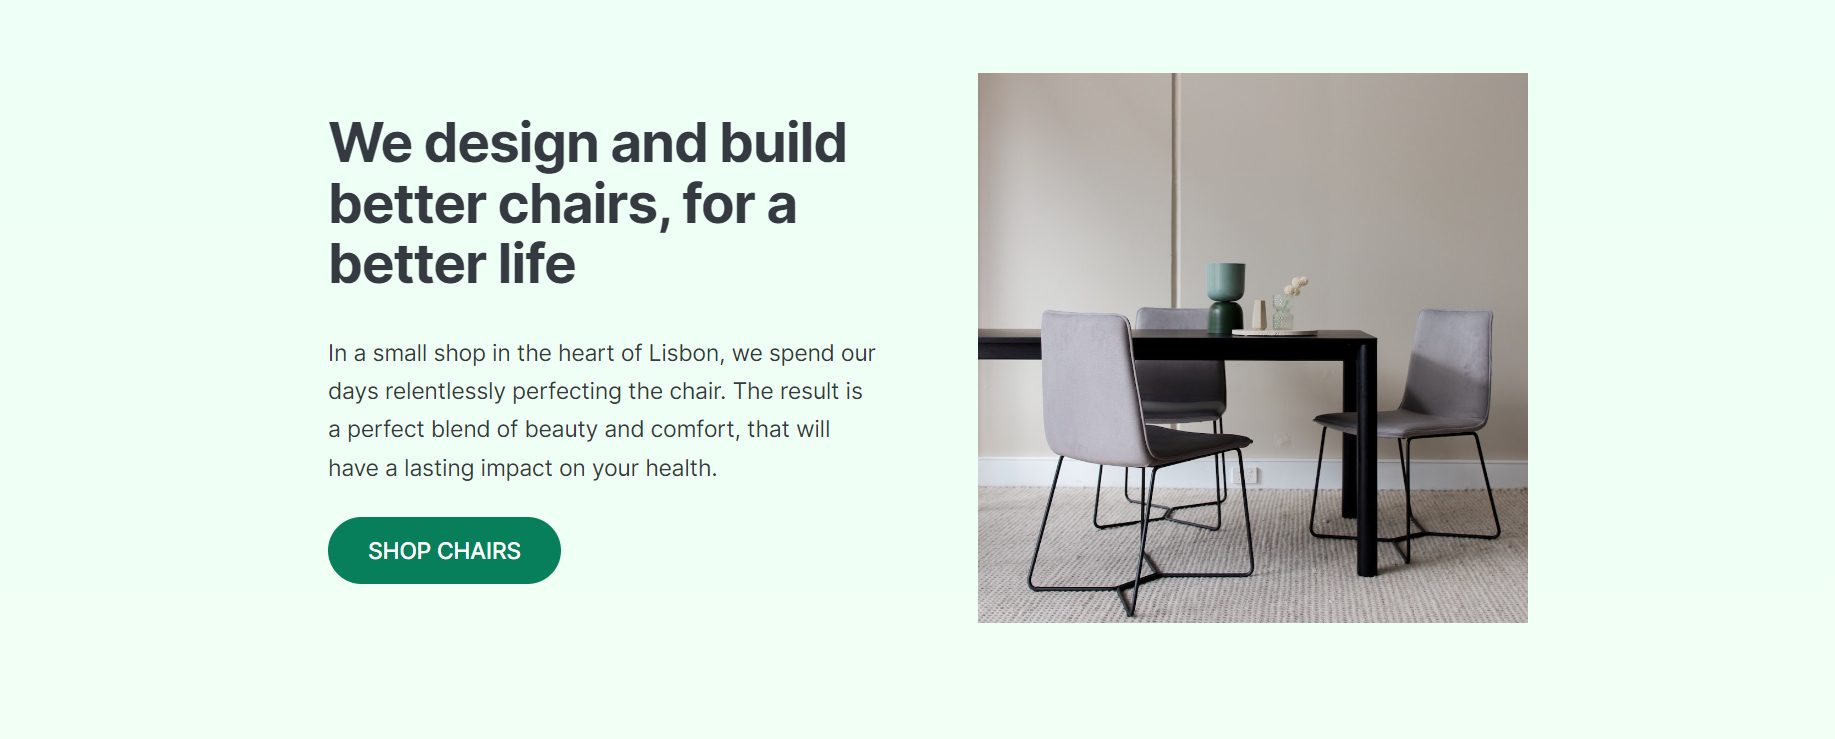 We design and build
better chairs, for a
better life
In a small shop in the heart of Lisbon, we spend our
days relentlessly perfecting the chair. The result is
a perfect blend of beauty and comfort, that will
have a lasting impact on your health.
SHOP CHAIRS